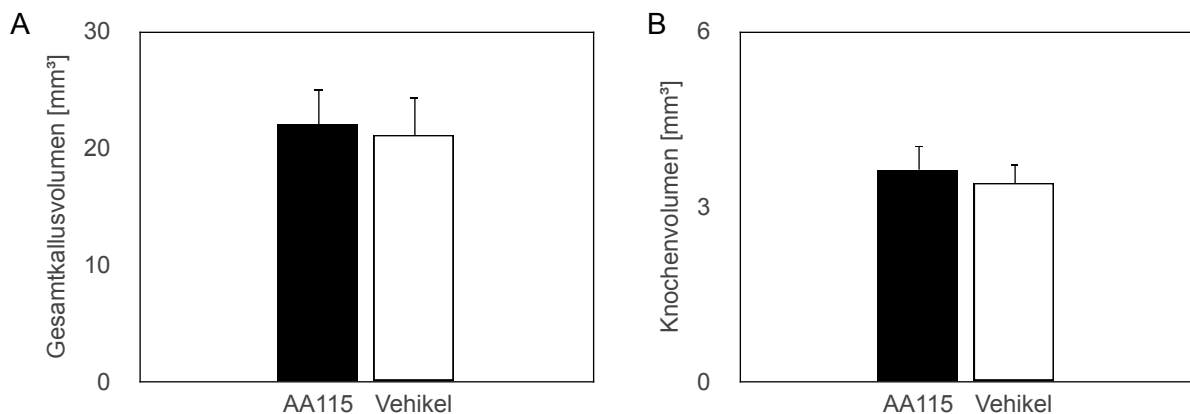 A
Gesamtkallusvolumen [mm³]
30
20
10
0
AA115 Vehikel
B
Knochenvolumen [mm³]
6
3
0
AA115 Vehikel